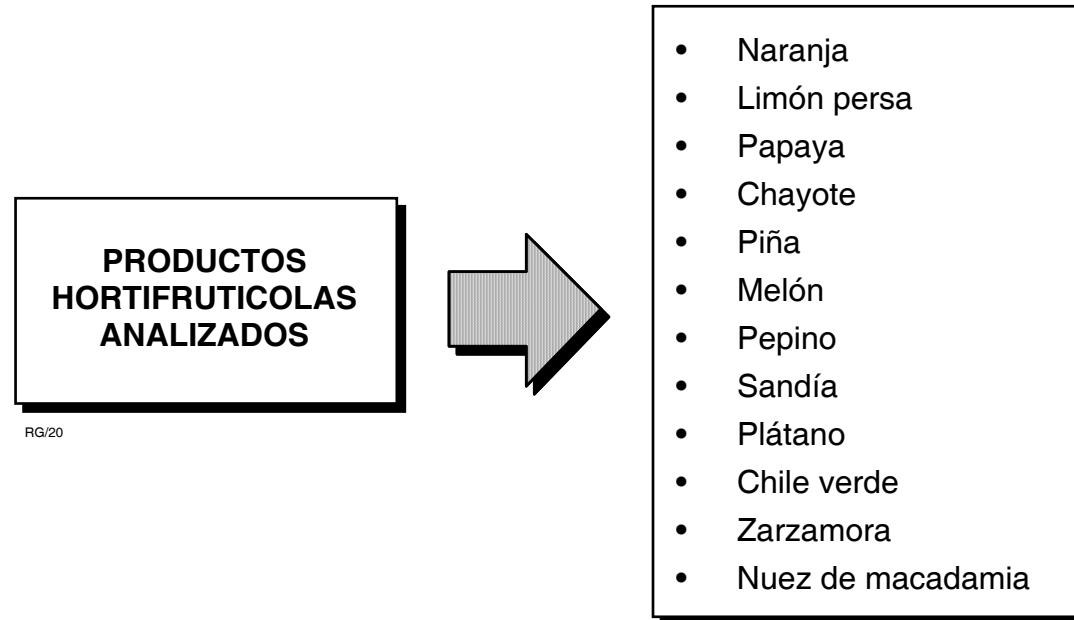 PRODUCTOS
HORTIFRUTICOLAS
ANALIZADOS
RG/20
• Naranja
• Limón persa
• Papaya
• Chayote
• Piña
• Melón
• Pepino
• Sandía
• Plátano
• Chile verde
• Zarzamora
• Nuez de macadamia